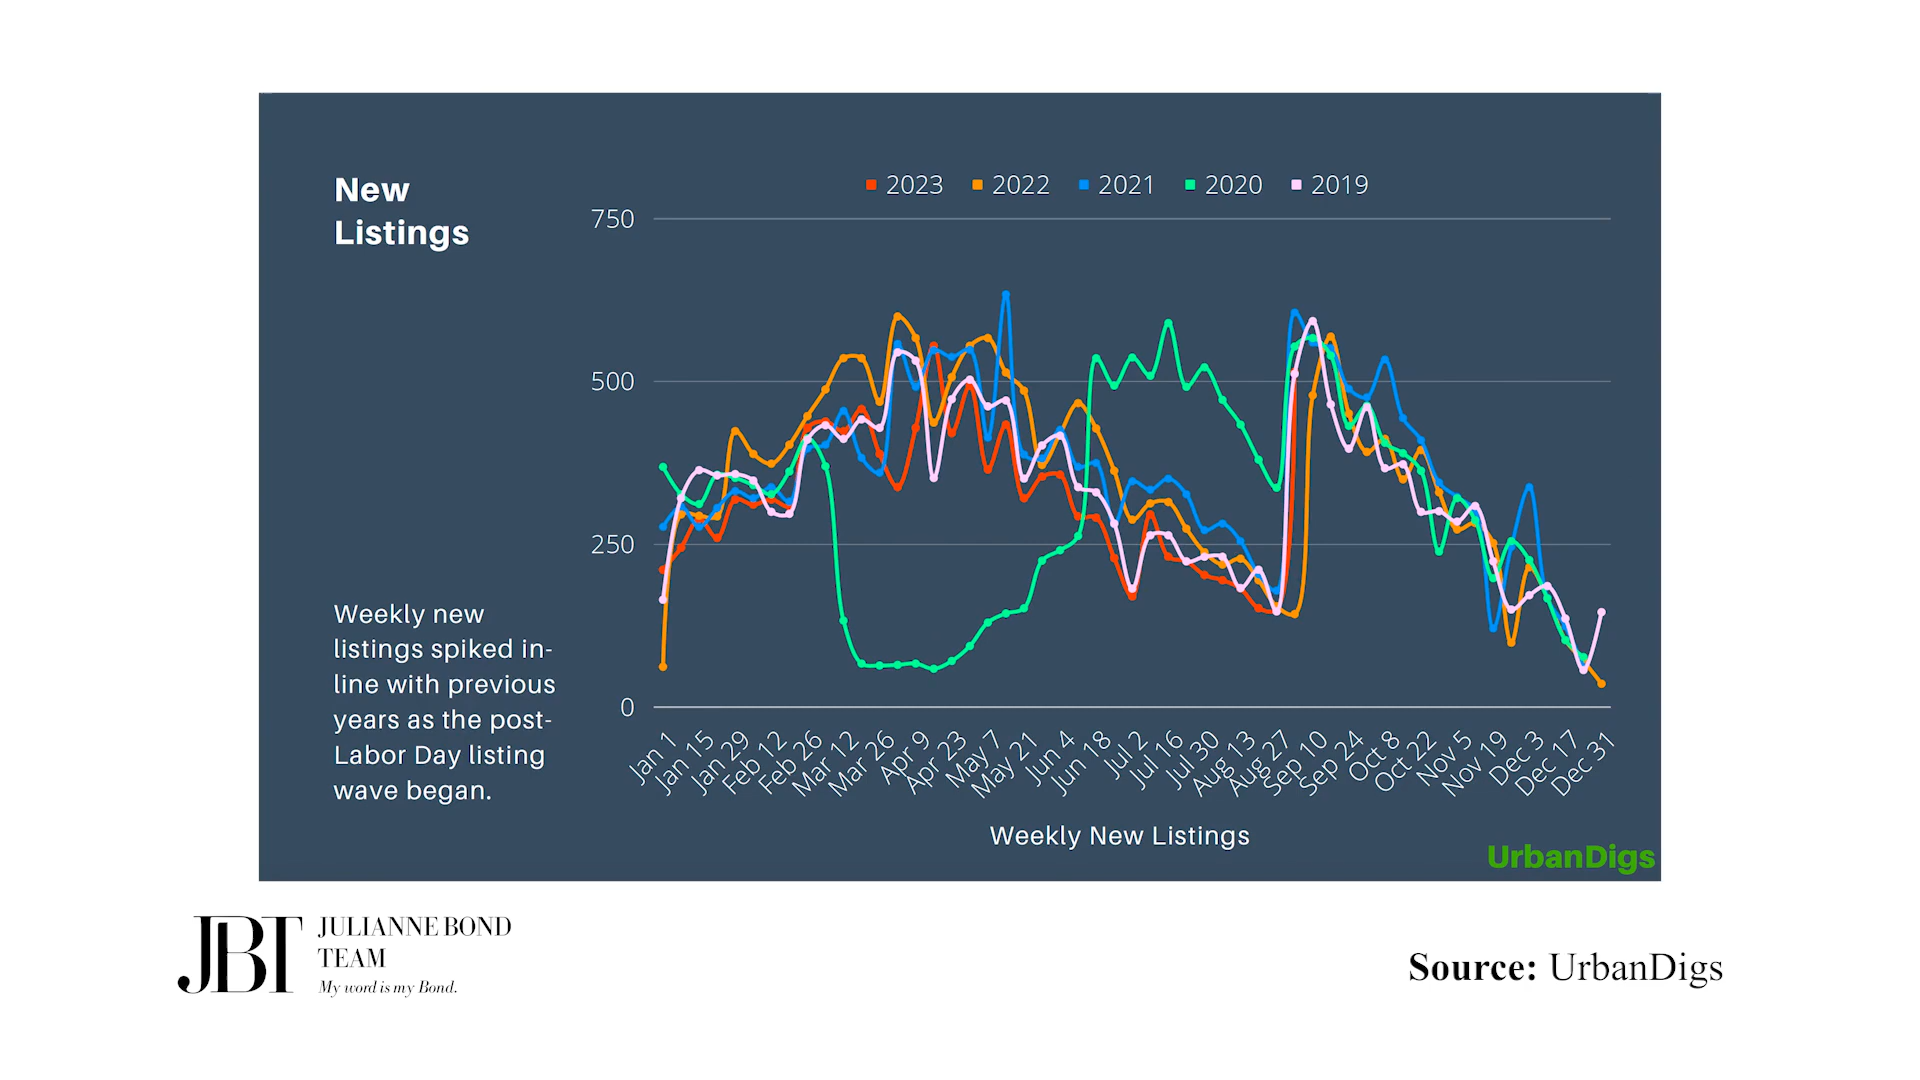 New
Listings
2023 2022 2021 2020 2019
750
500
250
0
Weekly new
listings spiked in-
line with previous
years as the post-
Labor Day listing
wave began.
Jan 1 Jan 15 Jan 29 Feb 12 Feb 26 Mar 12 Mar 26 Apr 9 Apr 23 May 7 May 21 Jun 4 Jun 18 Jul 2 Jul 16 Jul 30 Aug 13 Aug 27 Sep 10 Sep 24 Oct 8 Oct 22 Nov 5 Nov 19 Dec 3 Dec 17 Dec 31
Weekly New Listings
UrbanDigs
JBT
JULIANNE BOND
TEAM
My word is my Bond.
Source: UrbanDigs